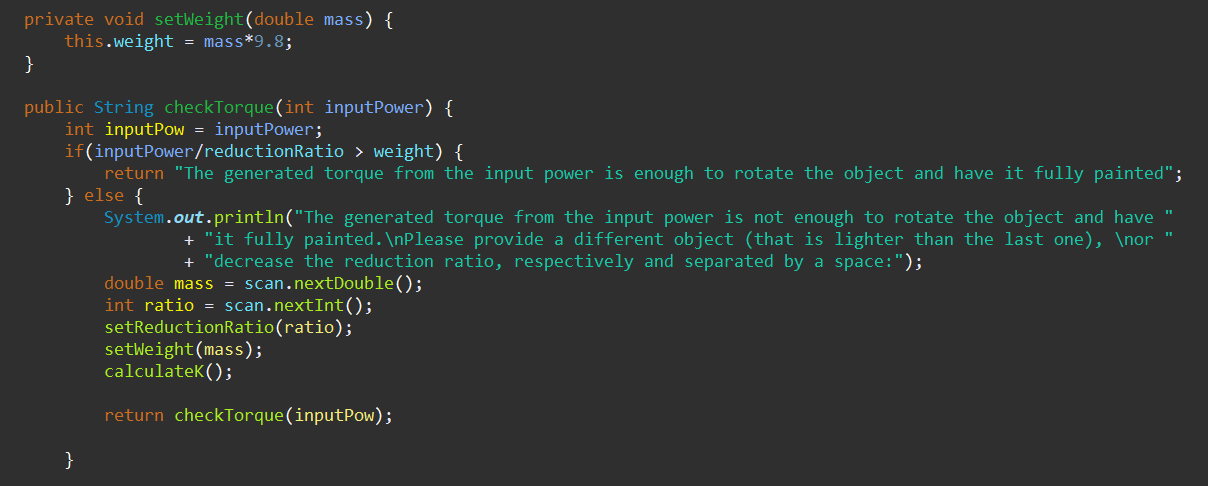 private void setWeight(double mass) {
    this.weight = mass*9.8;
}

public String checkTorque(int inputPower) {
    int inputPow = inputPower;
    if(inputPower/reductionRatio > weight) {
        return "The generated torque from the input power is enough to rotate the object and have it fully painted";
    } else {
        System.out.println("The generated torque from the input power is not enough to rotate the object and have "
                + "it fully painted.\nPlease provide a different object (that is lighter than the last one), \nor "
                + "decrease the reduction ratio, respectively and separated by a space:");
        double mass = scan.nextDouble();
        int ratio = scan.nextInt();
        setReductionRatio(ratio);
        setWeight(mass);
        calculateK();

        return checkTorque(inputPow);

    }